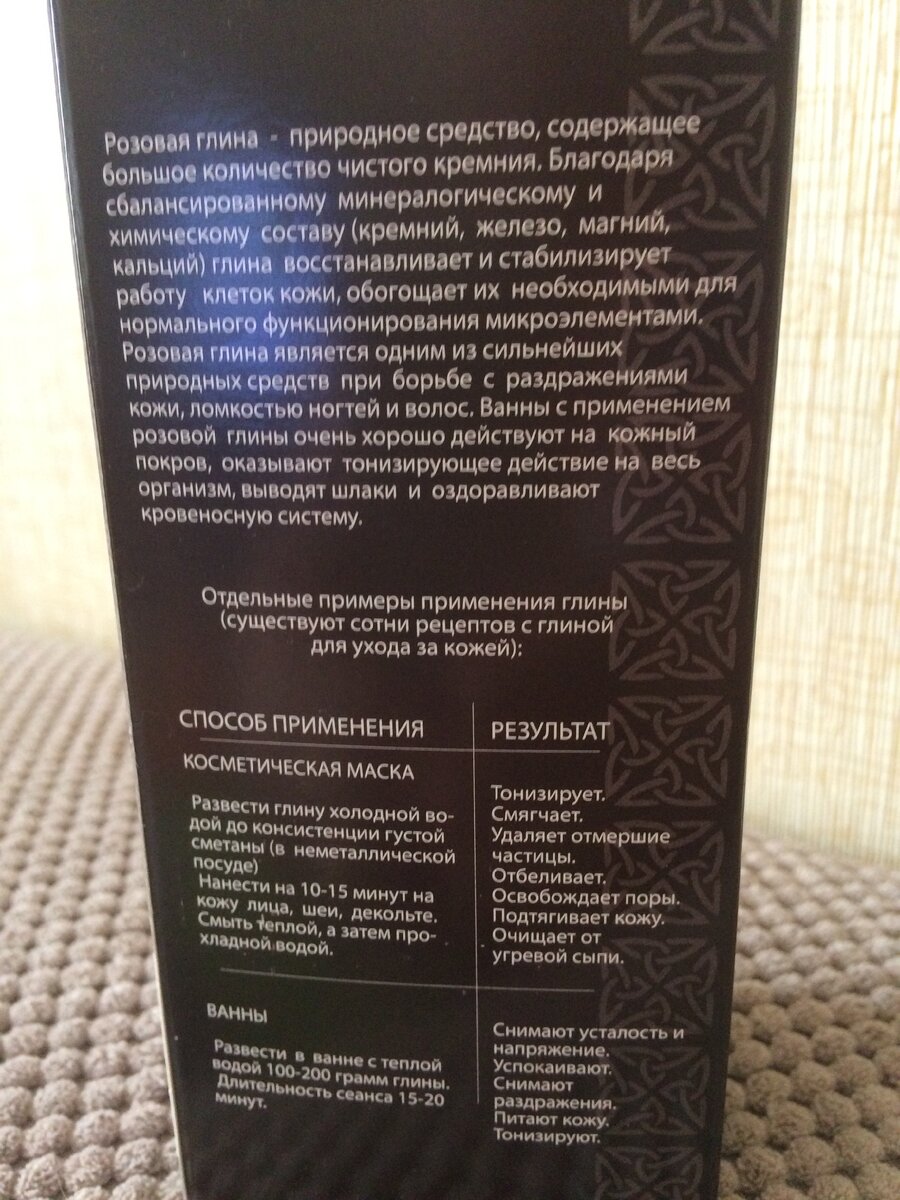 Розовая глина - природное средство, содержащее
большое количество чистого кремния. Благодаря
сбалансированному минералогическому и
химическому составу (кремний, железо, магний,
кальций) глина восстанавливает и стабилизирует
работу клеток кожи, обогощает их необходимыми для
нормального функционирования микроэлементами.
Розовая глина является одним из сильнейших
природных средств при борьбе с раздражениями
кожи, ломкостью ногтей и волос. Ванны с применением
розовой глины очень хорошо действуют на кожный
покров, оказывают тонизирующее действие на весь
организм, выводят шлаки и оздоравливают
кровеносную систему.
Отдельные примеры применения глины
(существуют сотни рецептов с глиной
для ухода за кожей):
СПОСОБ ПРИМЕНЕНИЯ
РЕЗУЛЬТАТ
КОСМЕТИЧЕСКАЯ МАСКА
Развести глину холодной во-
дой до консистенции густой
сметаны (в неметаллической
посуде)
Нанести на 10-15 минут на
кожу лица, шеи, декольте.
Смыть теплой, а затем про-
хладной водой.
Тонизирует.
Смягчает.
Удаляет отмершие
частицы.
Отбеливает.
Освобождает поры.
Подтягивает кожу.
Очищает от
угревой сыпи.
ВАННЫ
Развести в ванне с теплой
водой 100-200 грамм глины.
Длительность сеанса 15-20
минут.
Снимают усталость и
напряжение.
Успокаивают.
Снимают
раздражения.
Питают кожу.
Тонизируют.